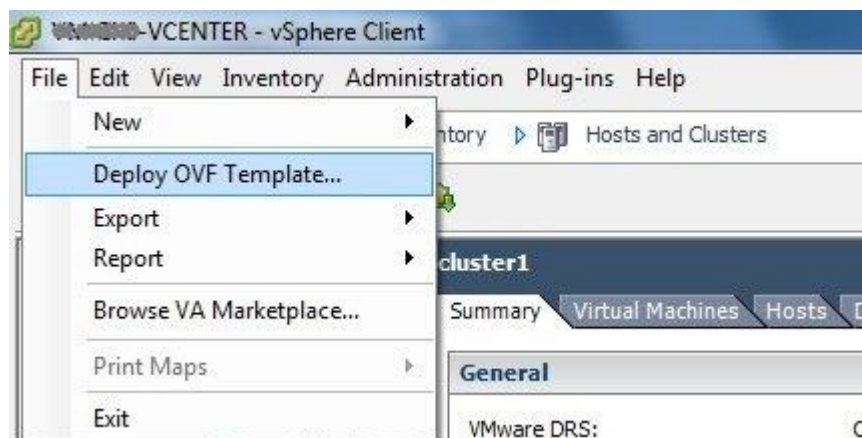 -VCENTER - vSphere Client
File Edit View Inventory Administration Plug-ins Help
New
Hosts and Clusters
Deploy OVF Template...
Export
Report
cluster1
Browse VA Marketplace...
Summary Virtual Machines Hosts
Print Maps
General
Exit
VMware DRS: